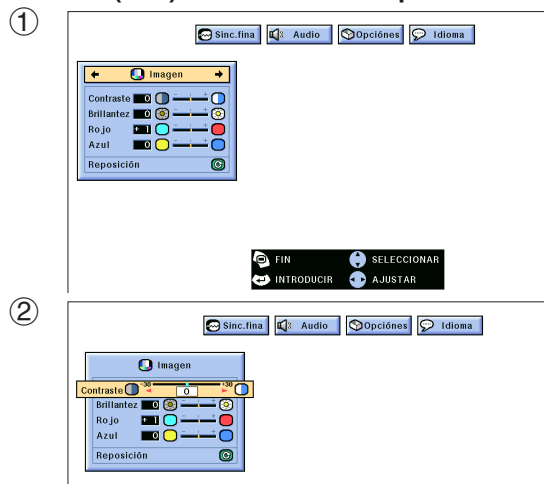 ①
Sinc.fina Audio Opciónes Idioma
Imagen
Contraste 0 - +
Brillantez 0 - +
Rojo + 1 - +
Azul 0 - +
Reposición
FIN SELECCIONAR
INTRODUCIR AJUSTAR
②
Sinc.fina Audio Opciónes Idioma
Imagen
Contraste -30 0 +30
Brillantez 0 - +
Rojo + 1 - +
Azul 0 - +
Reposición